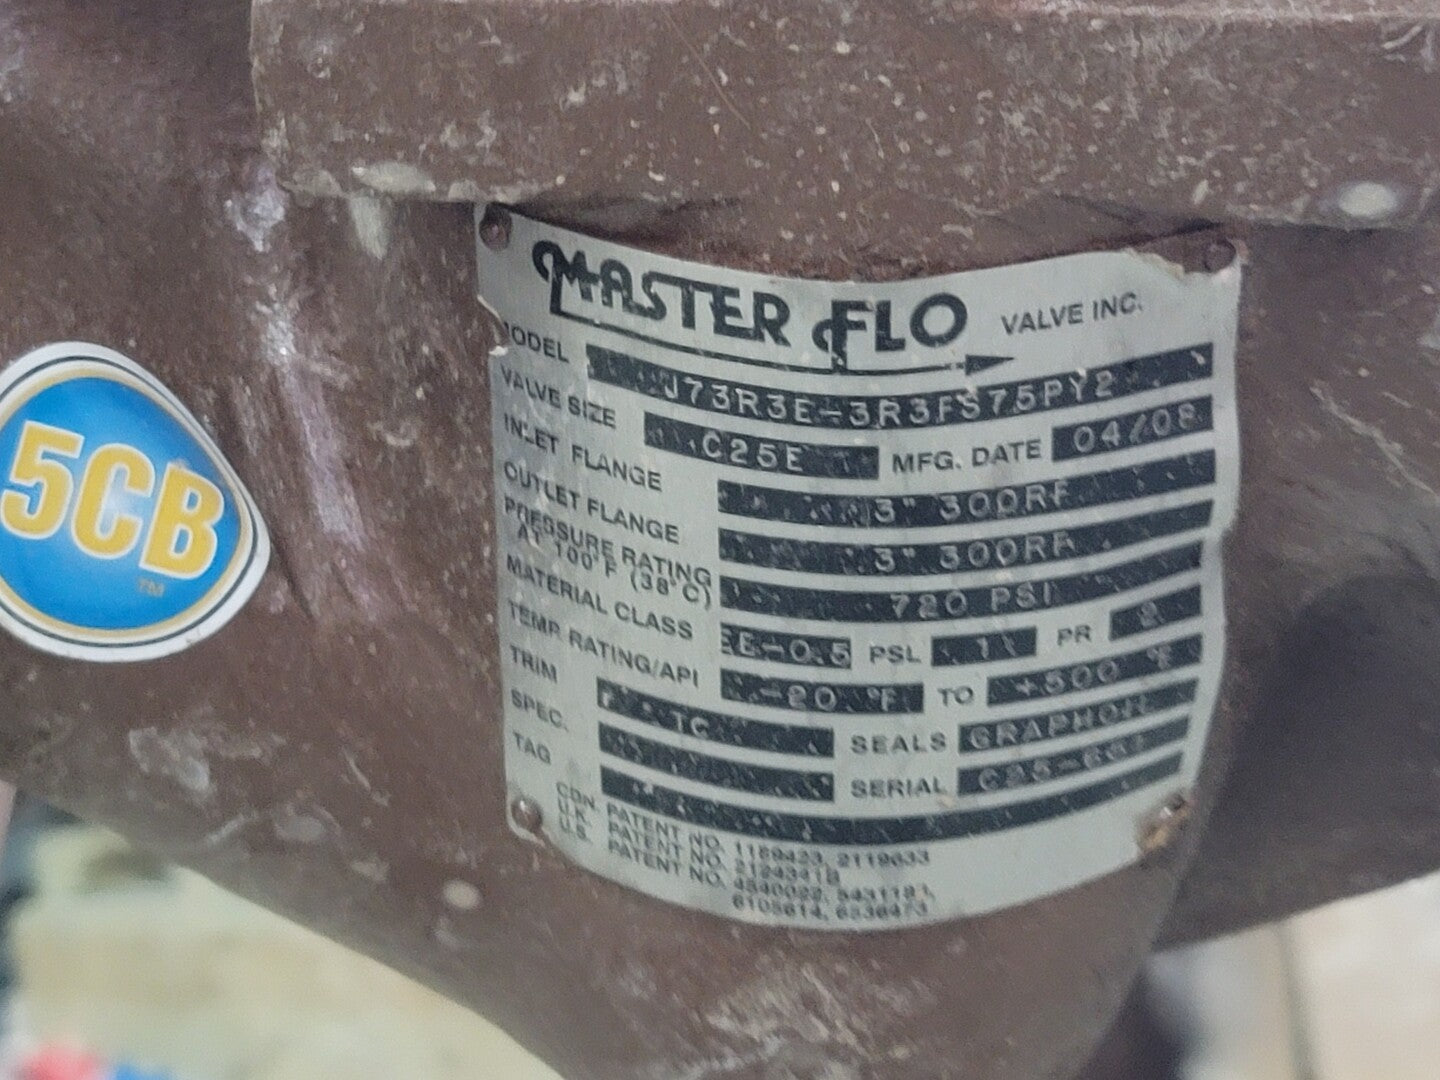 MASTER FLO VALVE INC.
MODEL J73R3E-3R3FS75PY2
VALVE SIZE C25E MFG. DATE 04/08
INLET FLANGE 3" 300RF
OUTLET FLANGE 3" 300RF
PRESSURE RATING
AT 100°F (38°C) 720 PSI
MATERIAL CLASS EE-0.5 PSL 1 PR 2
TEMP. RATING/API -20 °F TO +500 °F
TRIM TC SEALS GRAPHOIL
SPEC. SERIAL
TAG
CDN. PATENT NO. 1189423, 2119633
U.K. PATENT NO. 2124341B
U.S. PATENT NO. 4540022, 5431191,
6105614, 6536473
5CB
TM